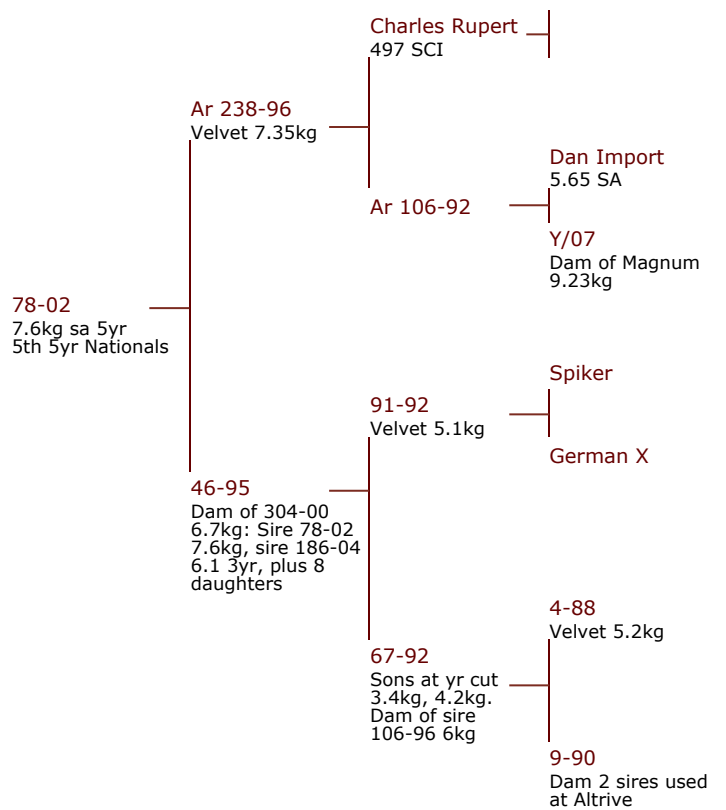 Charles Rupert
497 SCI
Ar 238-96
Velvet 7.35kg
Dan Import
5.65 SA
Ar 106-92
Y/07
Dam of Magnum
9.23kg
78-02
7.6kg sa 5yr
5th 5yr Nationals
Spiker
91-92
Velvet 5.1kg
German X
46-95
Dam of 304-00
6.7kg: Sire 78-02
7.6kg, sire 186-04
6.1 3yr, plus 8
daughters
4-88
Velvet 5.2kg
67-92
Sons at yr cut
3.4kg, 4.2kg.
Dam of sire
106-96 6kg
9-90
Dam 2 sires used
at Altrive